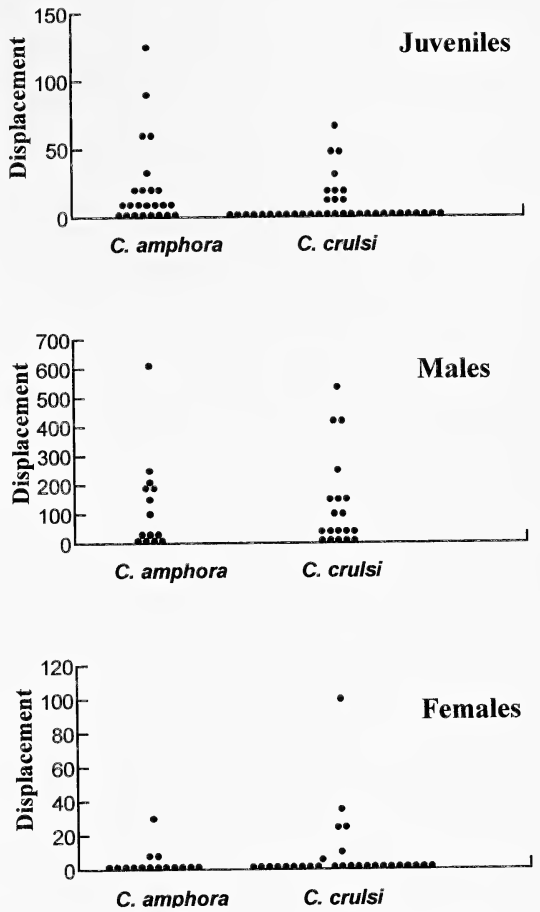 Juveniles
Displacement
150
100
50
0
C. amphora C. crulsi
Males
Displacement
700
600
500
400
300
200
100
0
C. amphora C. crulsi
Females
Displacement
120
100
80
60
40
20
0
C. amphora C. crulsi